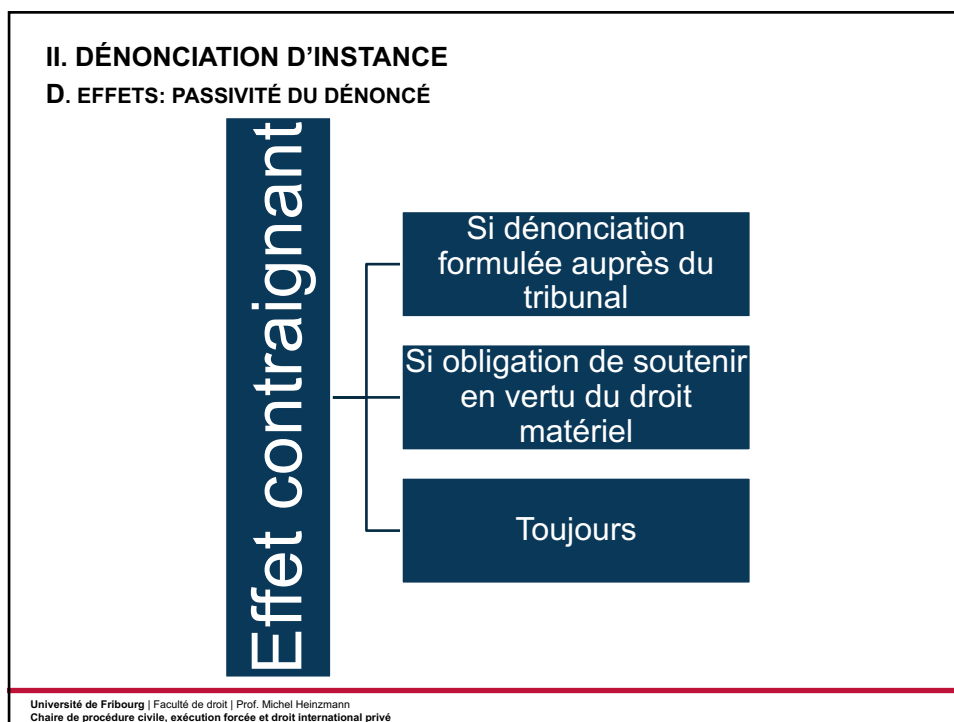 II. DÉNONCIATION D’INSTANCE
D. EFFETS: PASSIVITÉ DU DÉNONCÉ
Effet contraignant
Si dénonciation
formulée auprès du
tribunal
Si obligation de soutenir
en vertu du droit
matériel
Toujours
Université de Fribourg | Faculté de droit | Prof. Michel Heinzmann
Chaire de procédure civile, exécution forcée et droit international privé